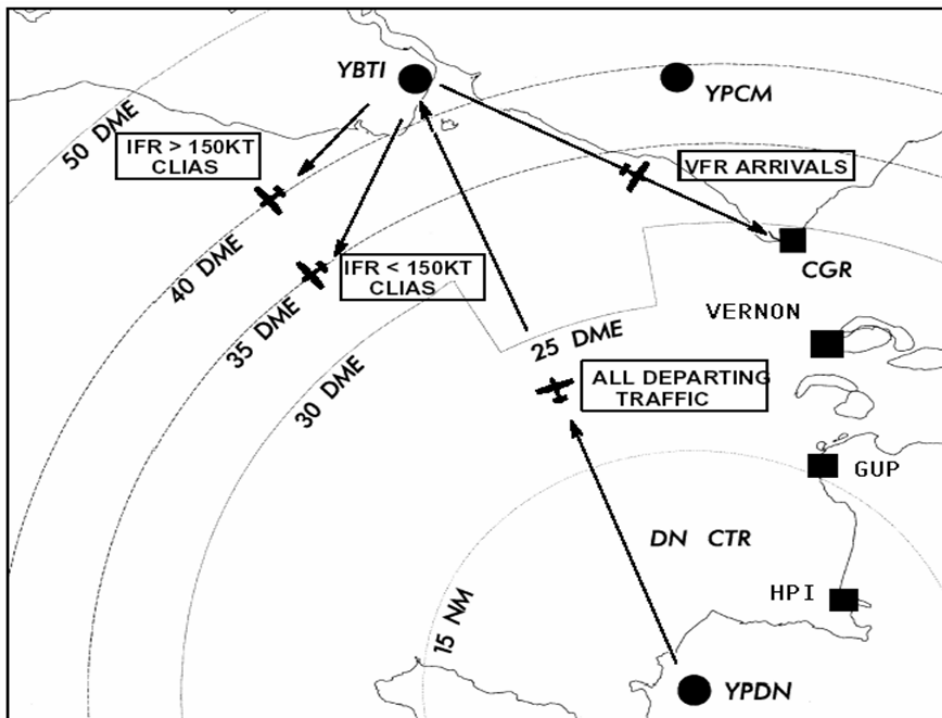 YBTI
YPCM
50 DME
IFR > 150KT
CLIAS
VFR ARRIVALS
40 DME
IFR < 150KT
CLIAS
CGR
35 DME
VERNON
25 DME
30 DME
ALL DEPARTING
TRAFFIC
GUP
DN CTR
HPI
15 NM
YPDN